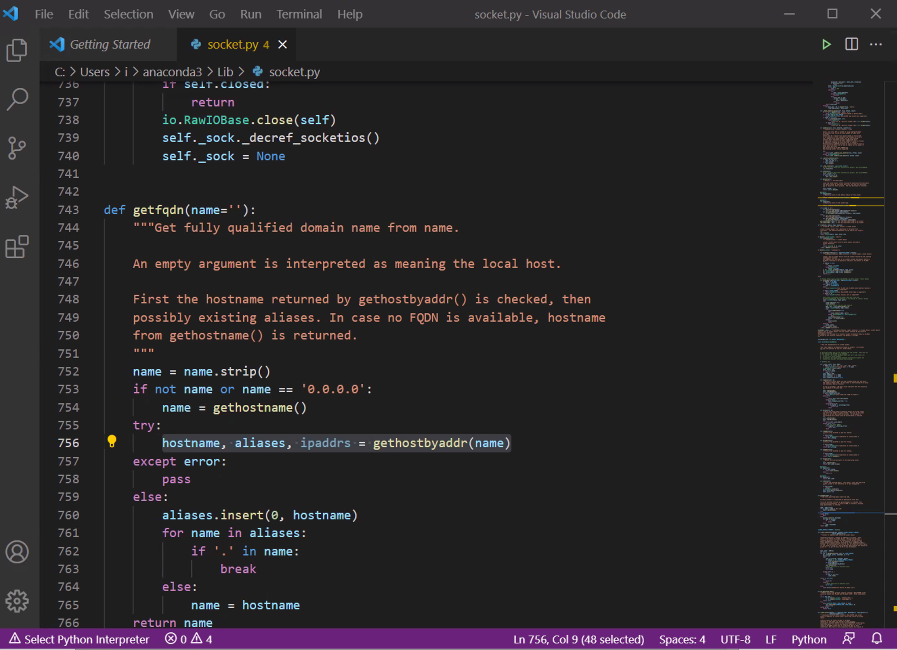 File Edit Selection View Go Run Terminal Help socket.py - Visual Studio Code
Getting Started socket.py 4
C: > Users > i > anaconda3 > Lib > socket.py
736 if self.closed:
737 return
738 io.RawIOBase.close(self)
739 self._sock._decref_socketios()
740 self._sock = None
741
742
743 def getfqdn(name=''):
744 """Get fully qualified domain name from name.
745
746 An empty argument is interpreted as meaning the local host.
747
748 First the hostname returned by gethostbyaddr() is checked, then
749 possibly existing aliases. In case no FQDN is available, hostname
750 from gethostname() is returned.
751 """
752 name = name.strip()
753 if not name or name == '0.0.0.0':
754 name = gethostname()
755 try:
756 hostname, aliases, ipaddrs = gethostbyaddr(name)
757 except error:
758 pass
759 else:
760 aliases.insert(0, hostname)
761 for name in aliases:
762 if '.' in name:
763 break
764 else:
765 name = hostname
766 return name
Select Python Interpreter 0 4 Ln 756, Col 9 (48 selected) Spaces: 4 UTF-8 LF Python